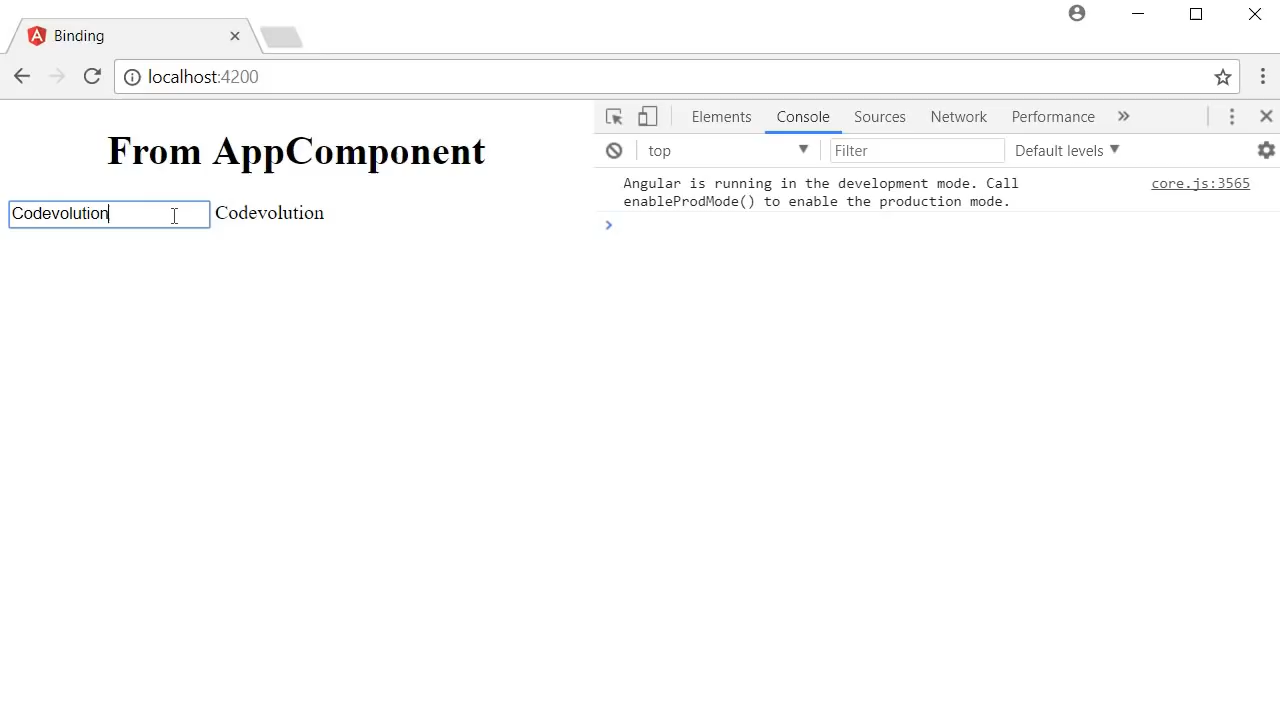 Binding
localhost:4200
From AppComponent
Codevolution Codevolution
Elements Console Sources Network Performance »
top Filter Default levels
Angular is running in the development mode. Call core.js:3565
enableProdMode() to enable the production mode.